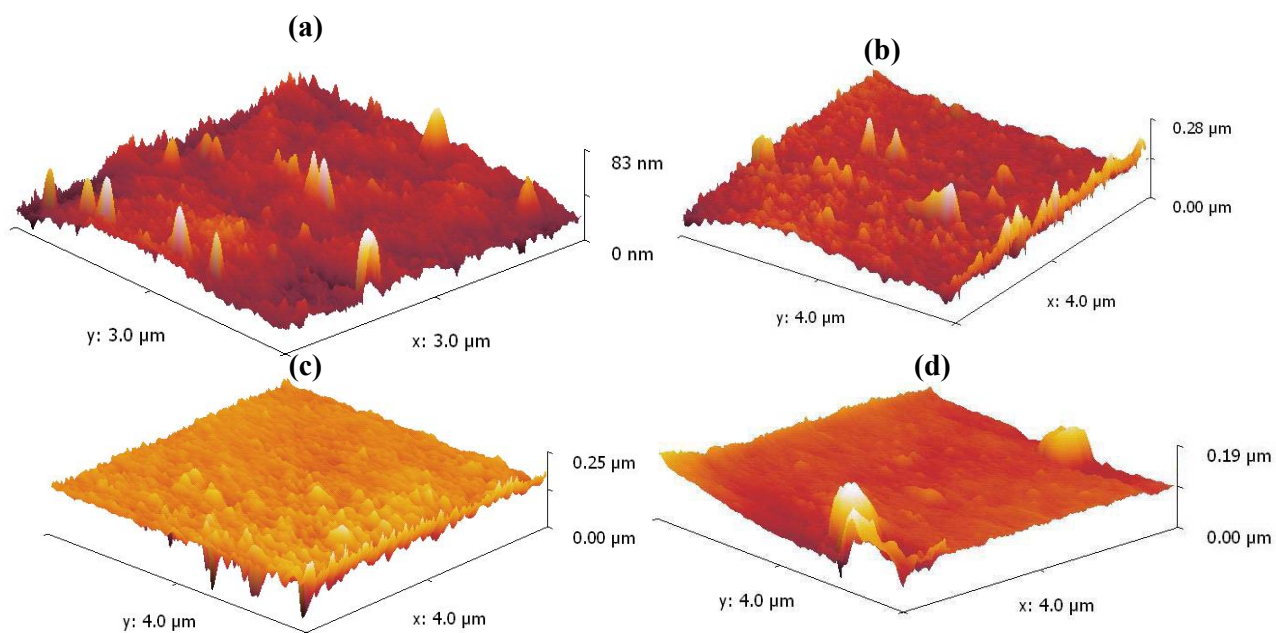 (a)
83 nm
0 nm
y: 3.0 µm
x: 3.0 µm
(b)
0.28 µm
0.00 µm
y: 4.0 µm
x: 4.0 µm
(c)
0.25 µm
0.00 µm
y: 4.0 µm
x: 4.0 µm
(d)
0.19 µm
0.00 µm
y: 4.0 µm
x: 4.0 µm